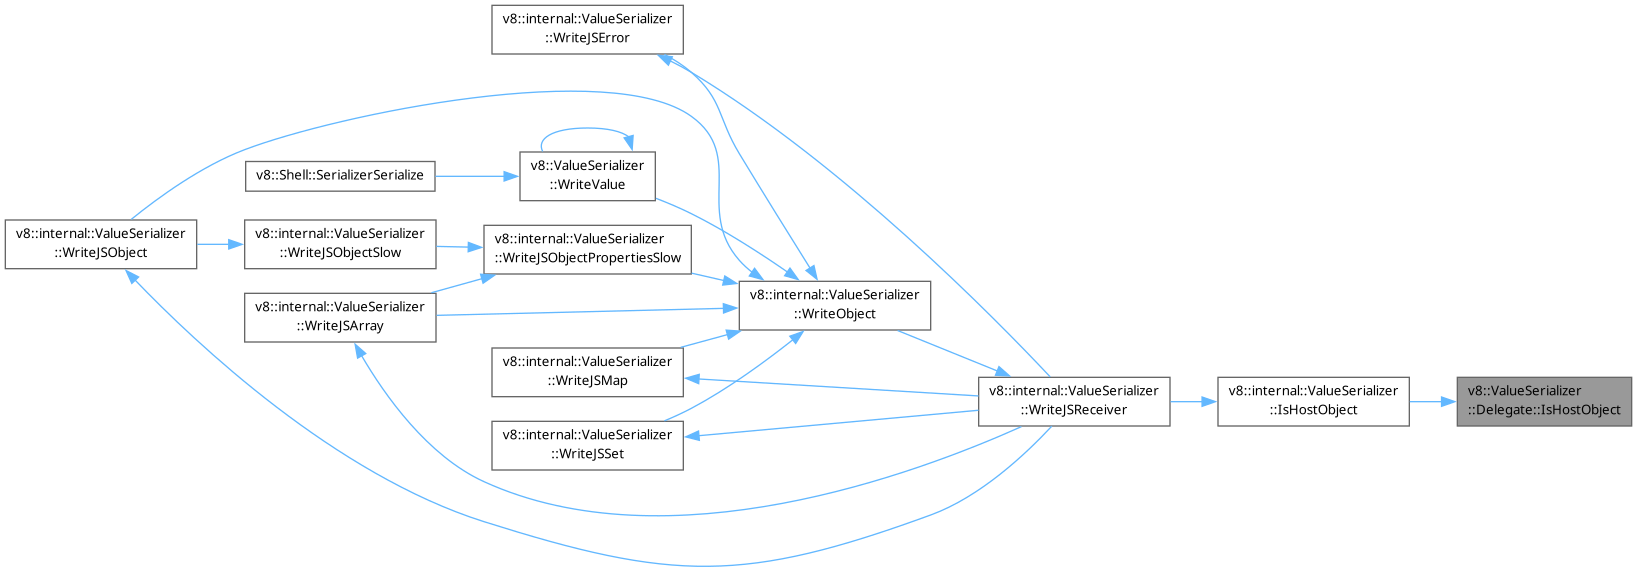 v8::internal::ValueSerializer
::WriteJSError
v8::ValueSerializer
::WriteValue
v8::Shell::SerializerSerialize
v8::internal::ValueSerializer
::WriteJSObject
v8::internal::ValueSerializer
::WriteJSObjectSlow
v8::internal::ValueSerializer
::WriteJSObjectPropertiesSlow
v8::internal::ValueSerializer
::WriteJSArray
v8::internal::ValueSerializer
::WriteObject
v8::internal::ValueSerializer
::WriteJSMap
v8::internal::ValueSerializer
::WriteJSSet
v8::internal::ValueSerializer
::WriteJSReceiver
v8::internal::ValueSerializer
::IsHostObject
v8::ValueSerializer
::Delegate::IsHostObject